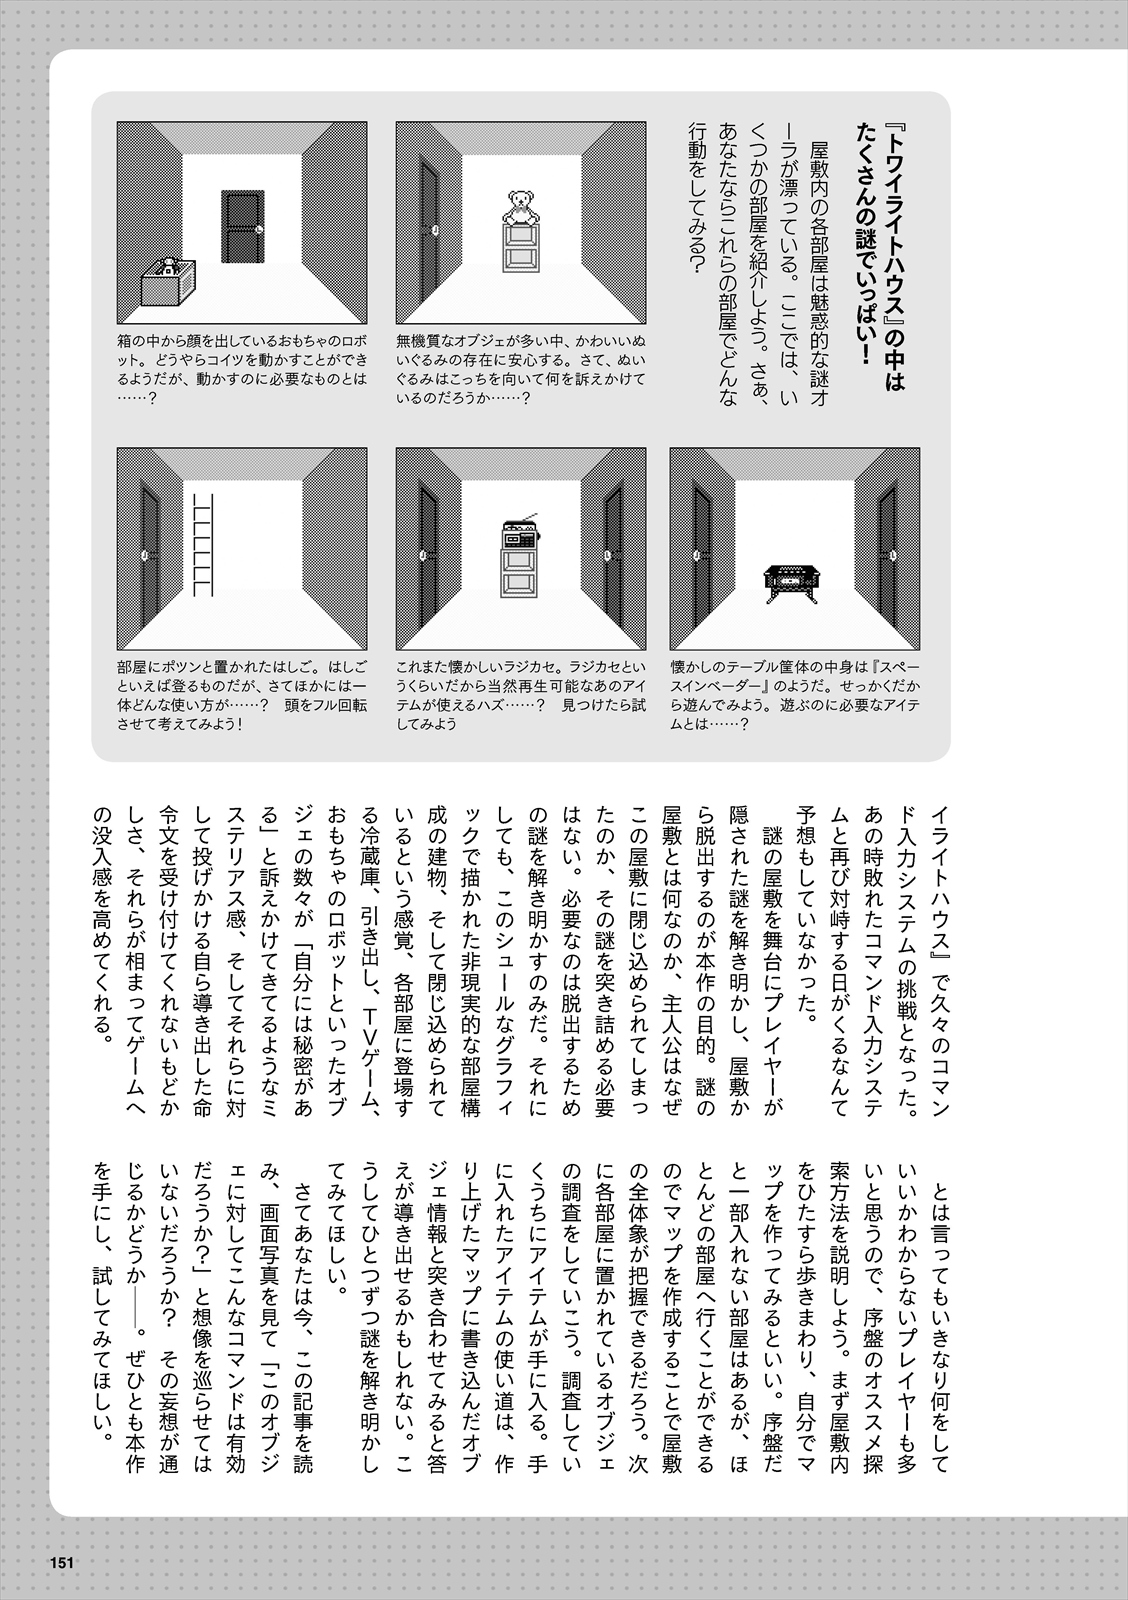 『トワイライトハウス』の中は
たくさんの謎でいっぱい！
　屋敷内の各部屋は魅惑的な謎オ
ーラが漂っている。ここでは、い
くつかの部屋を紹介しよう。さぁ、
あなたならこれらの部屋でどんな
行動をしてみる？
無機質なオブジェが多い中、かわいいぬ
いぐるみの存在に安心する。さて、ぬい
ぐるみはこっちを向いて何を訴えかけて
いるのだろうか……？
箱の中から顔を出しているおもちゃのロボ
ット。どうやらコイツを動かすことができ
るようだが、動かすのに必要なものとは
……？
懐かしのテーブル筐体の中身は『スペー
スインベーダー』のようだ。せっかくだか
ら遊んでみよう。遊ぶのに必要なアイテ
ムとは……？
これまた懐かしいラジカセ。ラジカセとい
うくらいだから当然再生可能なあのアイ
テムが使えるハズ……？　見つけたら試
してみよう
部屋にポツンと置かれたはしご。はしご
といえば登るものだが、さてほかには一
体どんな使い方が……？　頭をフル回転
させて考えてみよう！
イライトハウス』で久々のコマン
ド入力システムの挑戦となった。
あの時敗れたコマンド入力システ
ムと再び対峙する日がくるなんて
予想もしていなかった。
　謎の屋敷を舞台にプレイヤーが
隠された謎を解き明かし、屋敷か
ら脱出するのが本作の目的。謎の
屋敷とは何なのか、主人公はなぜ
この屋敷に閉じ込められてしまっ
たのか、その謎を突き詰める必要
はない。必要なのは脱出するため
の謎を解き明かすのみだ。それに
しても、このシュールなグラフィ
ックで描かれた非現実的な部屋構
成の建物、そして閉じ込められて
いるという感覚、各部屋に登場す
る冷蔵庫、引き出し、TVゲーム、
おもちゃのロボットといったオブ
ジェの数々が「自分には秘密があ
る」と訴えかけてきてるようなミ
ステリアス感、そしてそれらに対
して投げかける自ら導き出した命
令文を受け付けてくれないもどか
しさ、それらが相まってゲームへ
の没入感を高めてくれる。
　とは言ってもいきなり何をして
いいかわからないプレイヤーも多
いと思うので、序盤のオススメ探
索方法を説明しよう。まず屋敷内
をひたすら歩きまわり、自分でマ
ップを作ってみるといい。序盤だ
と一部入れない部屋はあるが、ほ
とんどの部屋へ行くことができる
のでマップを作成することで屋敷
の全体象が把握できるだろう。次
に各部屋に置かれているオブジェ
の調査をしていこう。調査してい
くうちにアイテムが手に入る。手
に入れたアイテムの使い道は、作
り上げたマップに書き込んだオブ
ジェ情報と突き合わせてみると答
えが導き出せるかもしれない。こ
うしてひとつずつ謎を解き明かし
てみてほしい。
　さてあなたは今、この記事を読
み、画面写真を見て「このオブジ
ェに対してこんなコマンドは有効
だろうか？」と想像を巡らせては
いないだろうか？　その妄想が通
じるかどうか――。ぜひとも本作
を手にし、試してみてほしい。
151